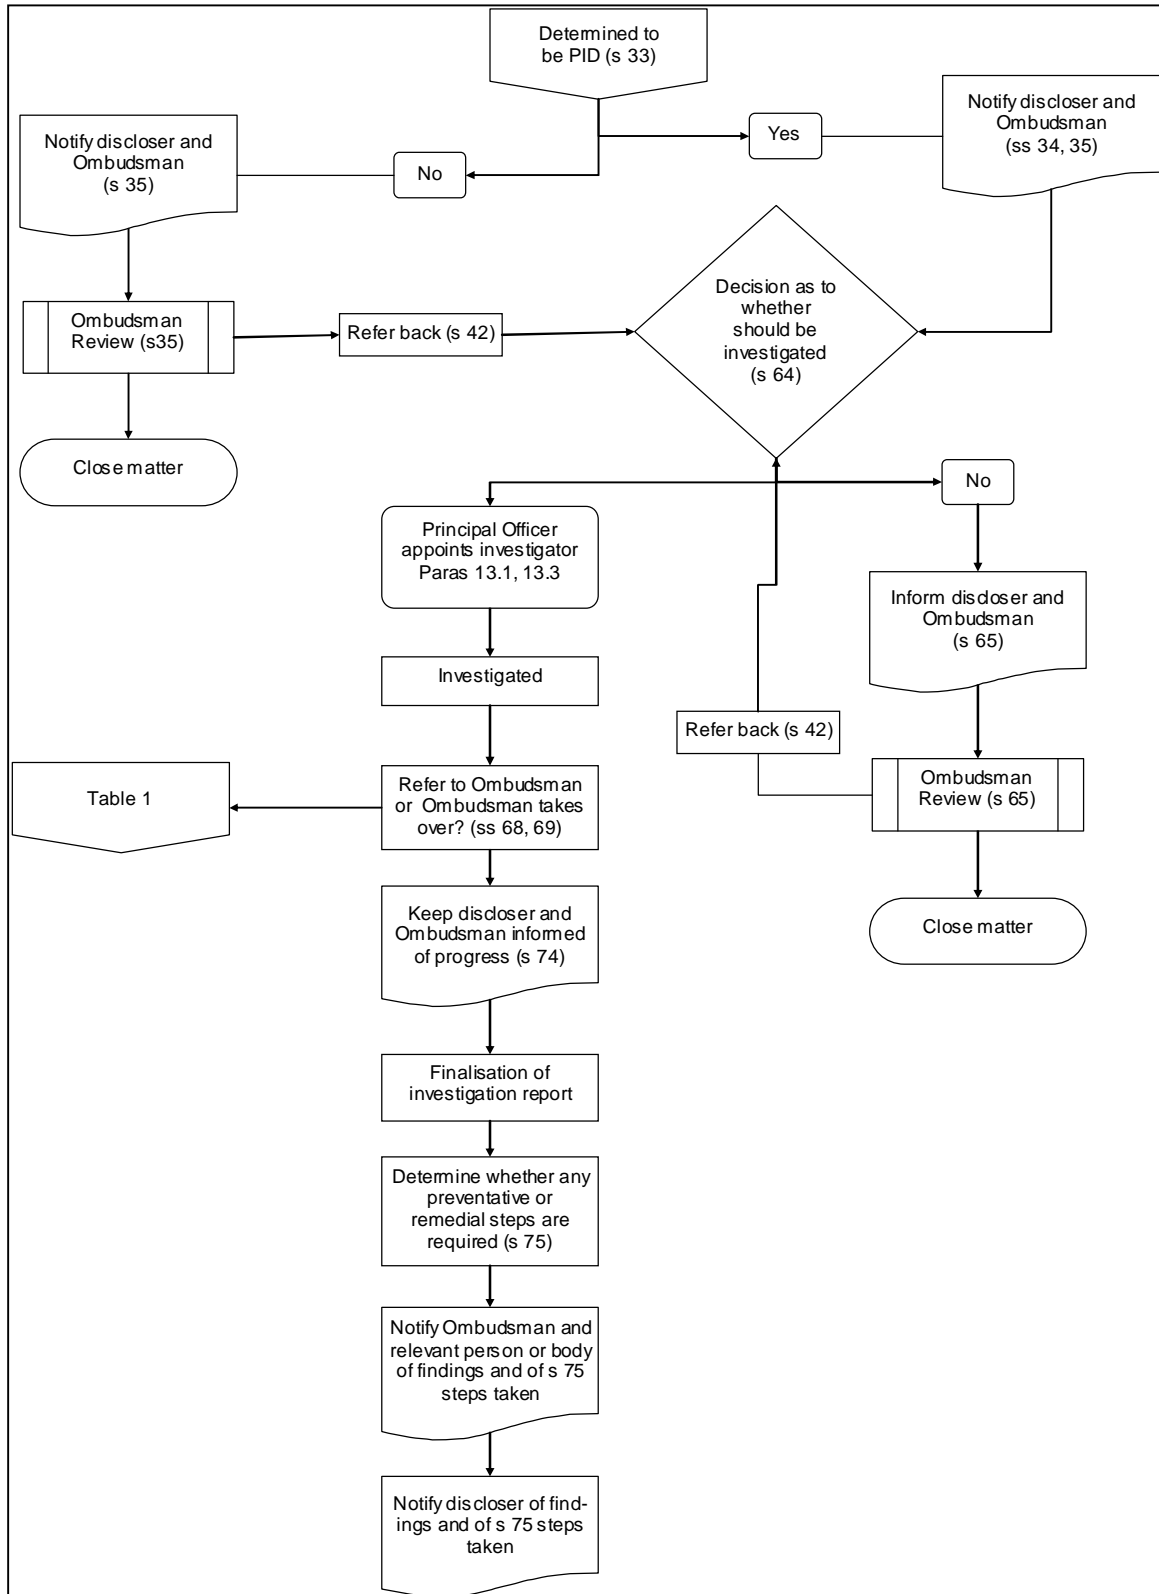 Determined to
be PID (s 33)
Notify discloser and
Ombudsman
(ss 34, 35)
Yes
Notify discloser and
Ombudsman
(s 35)
No
Decision as to
whether
should be
investigated
(s 64)
Ombudsman
Review (s35)
Refer back (s 42)
Close matter
No
Principal Officer
appoints investigator
Paras 13.1, 13.3
Inform discloser and
Ombudsman
(s 65)
Investigated
Refer back (s 42)
Ombudsman
Review (s 65)
Table 1
Refer to Ombudsman
or Ombudsman takes
over? (ss 68, 69)
Keep discloser and
Ombudsman informed
of progress (s 74)
Close matter
Finalisation of
investigation report
Determine whether any
preventative or
remedial steps are
required (s 75)
Notify Ombudsman and
relevant person or body
of findings and of s 75
steps taken
Notify discloser of find-
ings and of s 75 steps
taken